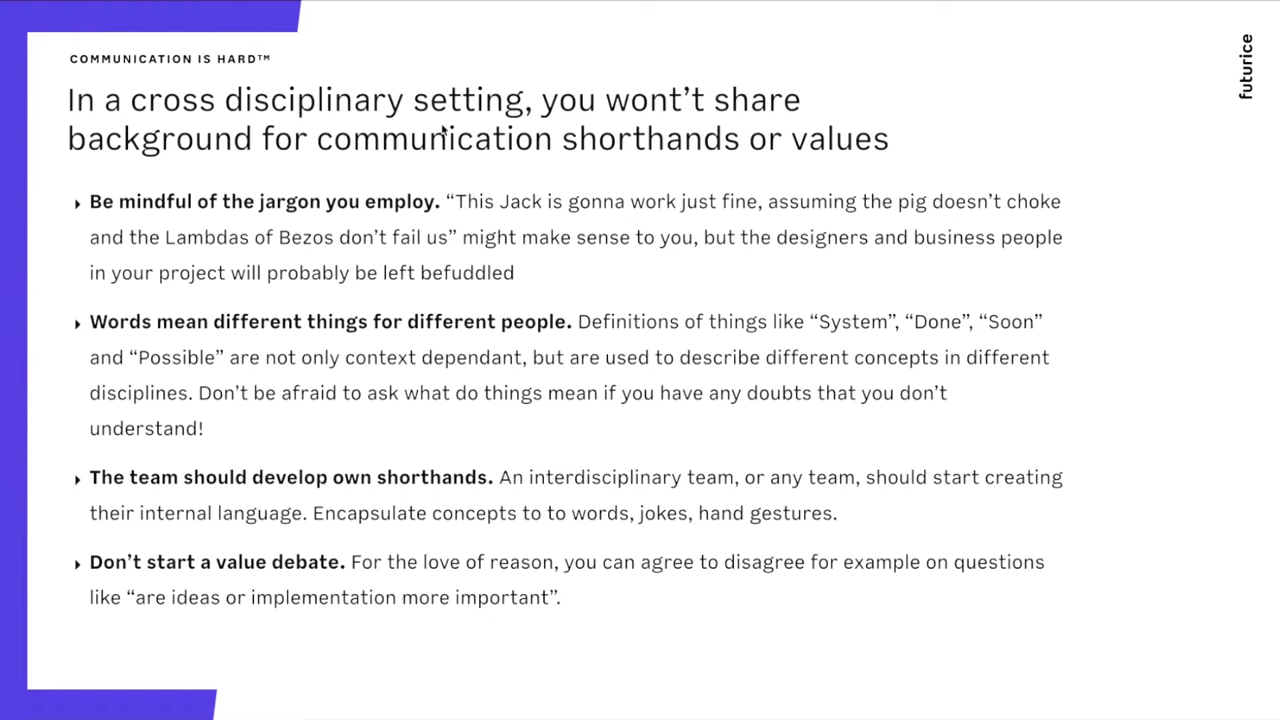 COMMUNICATION IS HARD™
futurice
In a cross disciplinary setting, you wont’t share
background for communication shorthands or values
Be mindful of the jargon you employ. “This Jack is gonna work just fine, assuming the pig doesn’t choke
and the Lambdas of Bezos don’t fail us” might make sense to you, but the designers and business people
in your project will probably be left befuddled
Words mean different things for different people. Definitions of things like “System”, “Done”, “Soon”
and “Possible” are not only context dependant, but are used to describe different concepts in different
disciplines. Don’t be afraid to ask what do things mean if you have any doubts that you don’t
understand!
The team should develop own shorthands. An interdisciplinary team, or any team, should start creating
their internal language. Encapsulate concepts to to words, jokes, hand gestures.
Don’t start a value debate. For the love of reason, you can agree to disagree for example on questions
like “are ideas or implementation more important”.